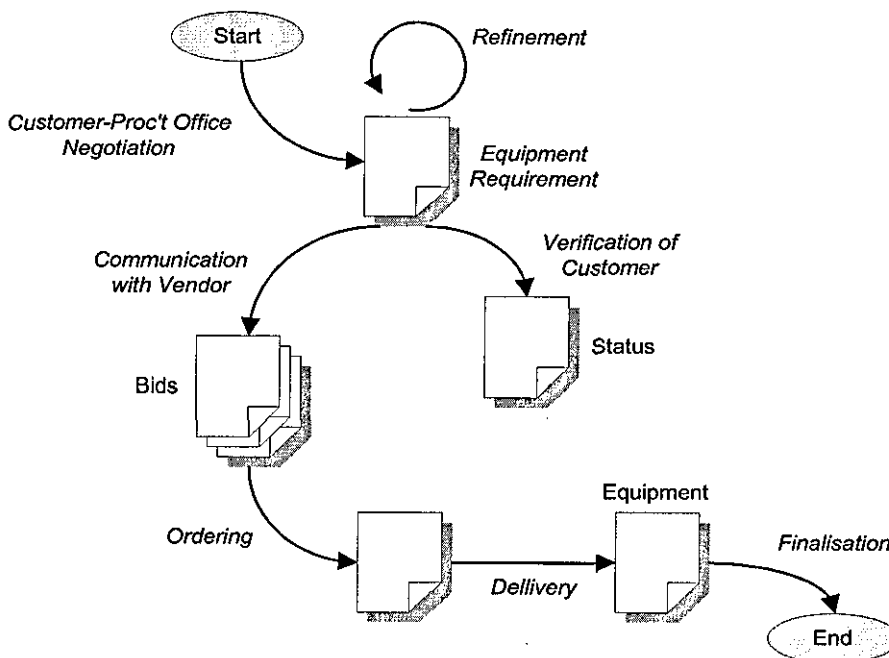 Start
Refinement
Customer-Proc't Office
Negotiation
Equipment
Requirement
Communication
with Vendor
Verification of
Customer
Status
Bids
Equipment
Ordering
Dellivery
Finalisation
End